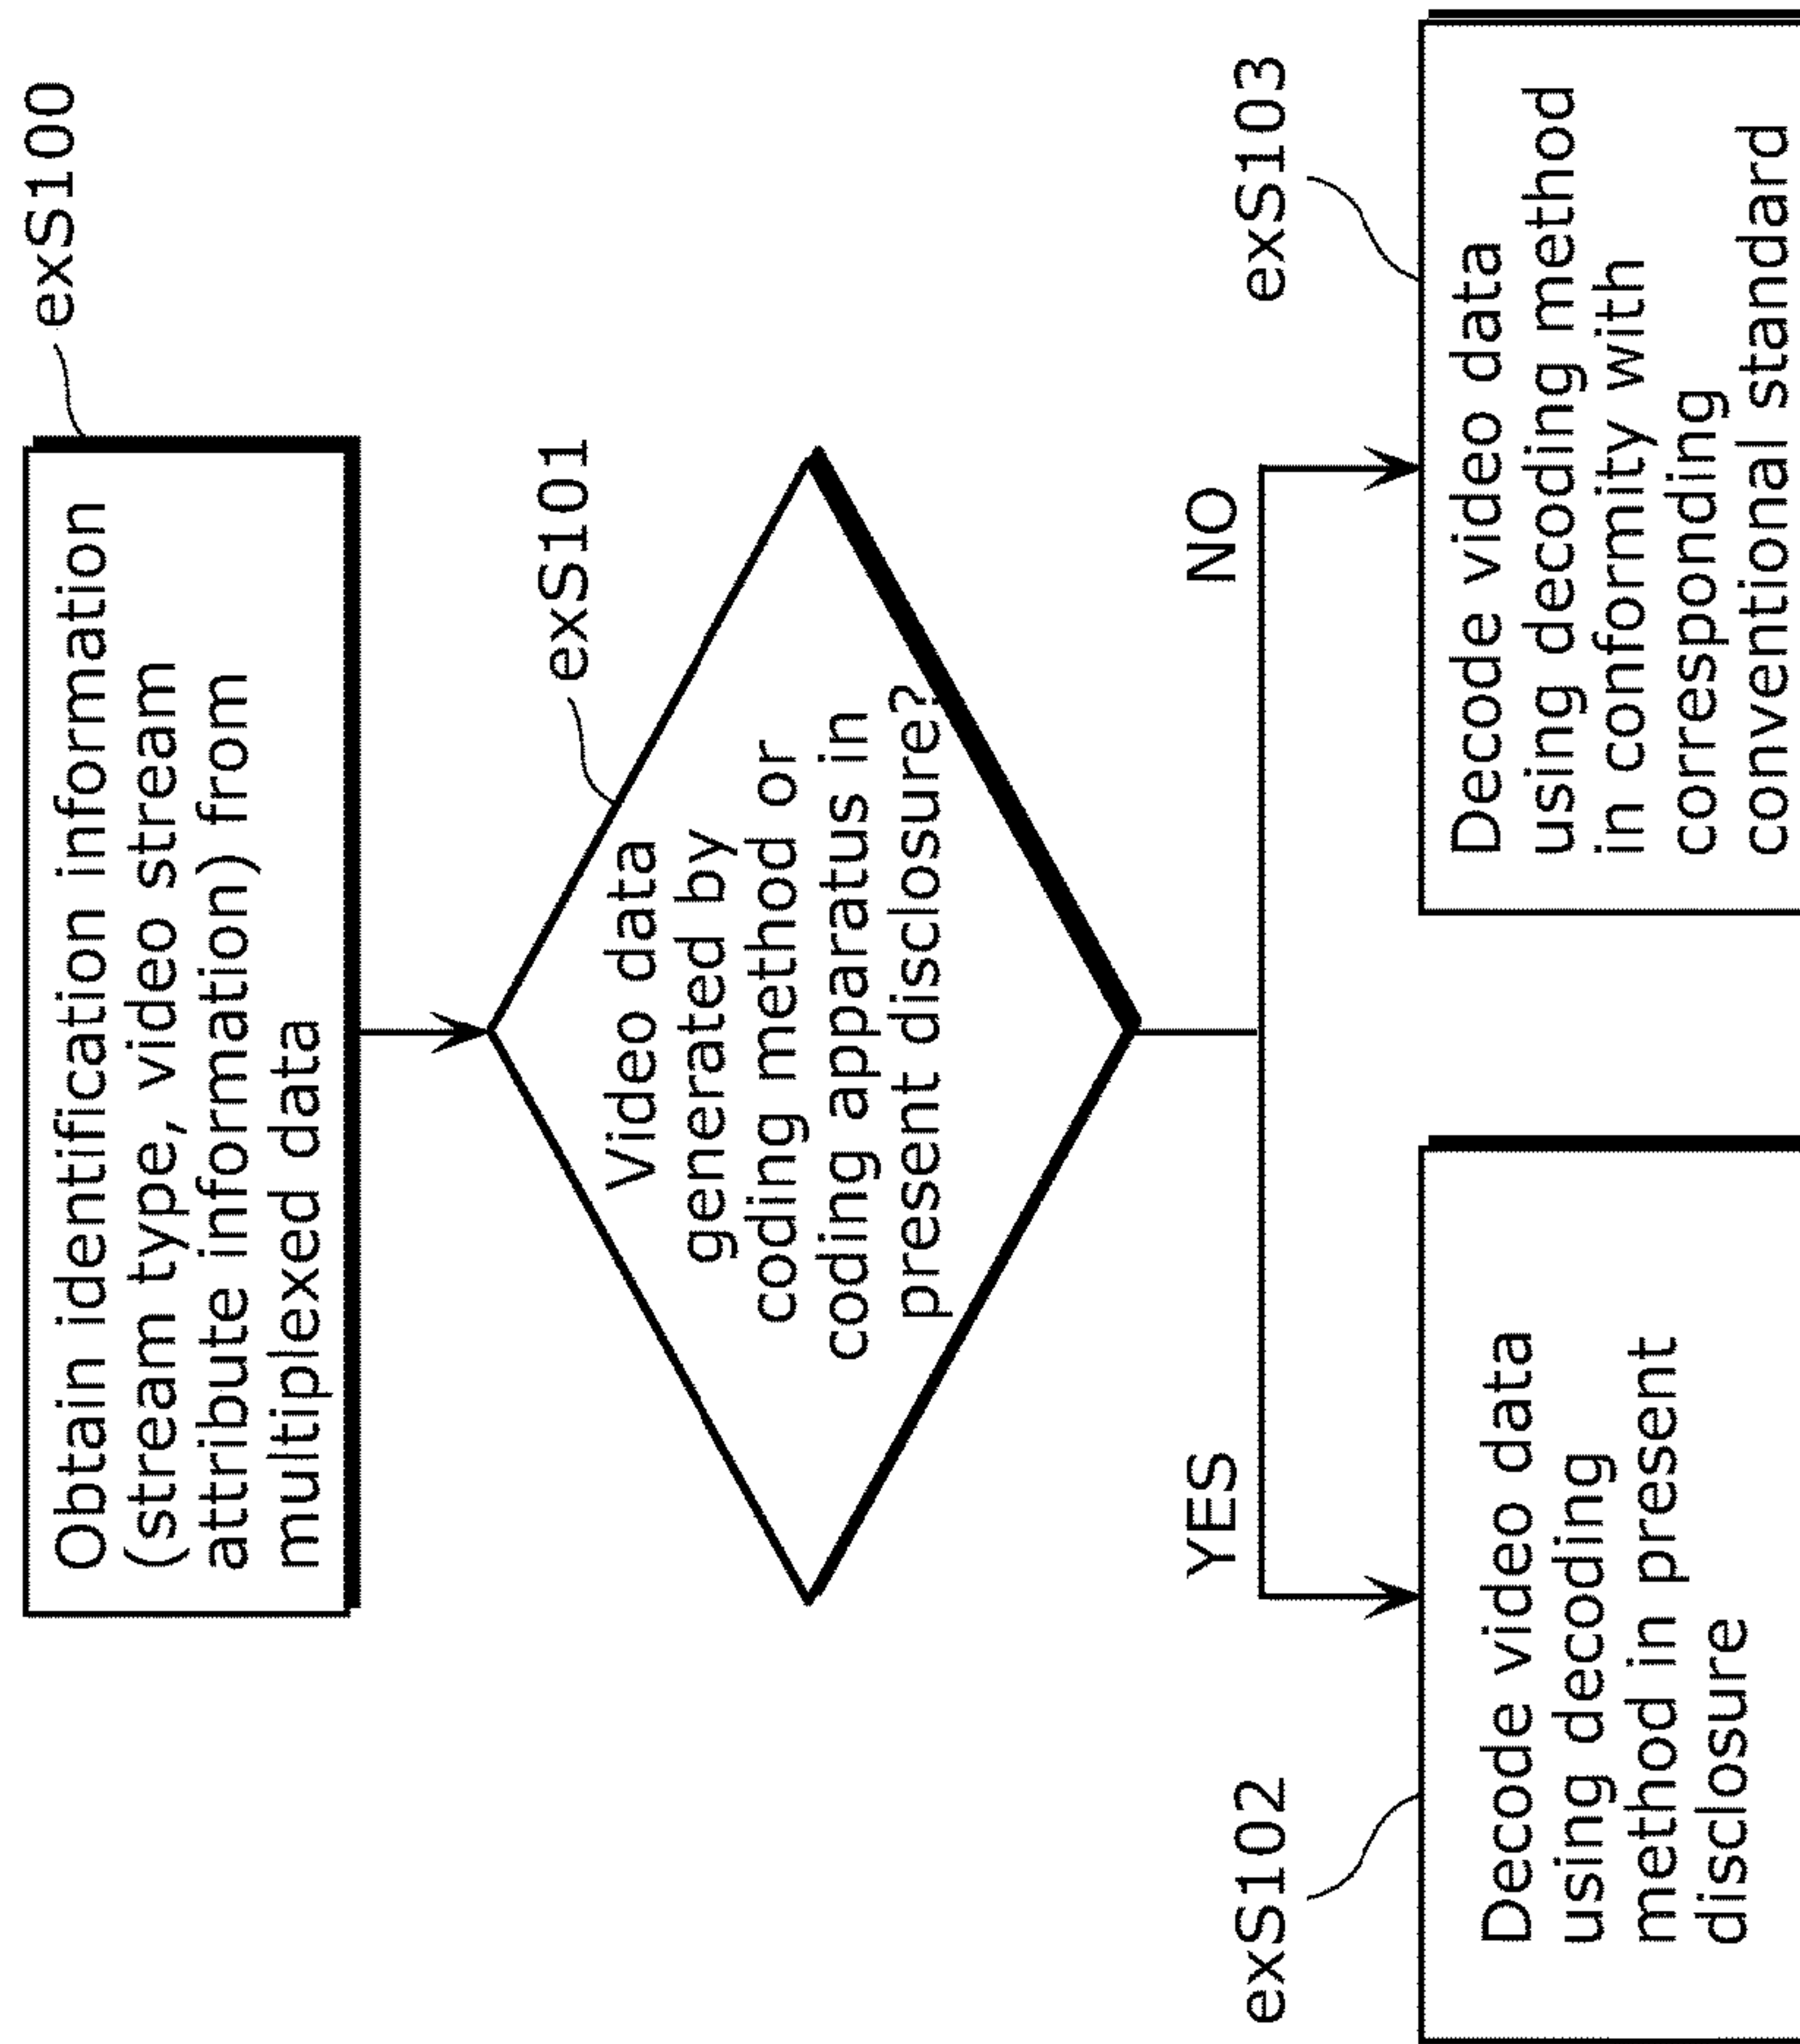 exS100
Obtain identification information
(stream type, video stream
attribute information) from
multiplexed data
exS101
Video data
generated by
coding method or
coding apparatus in
present disclosure?
YES
NO
exS102
Decode video data
using decoding
method in present
disclosure
exS103
Decode video data
using decoding method
in conformity with
corresponding
conventional standard